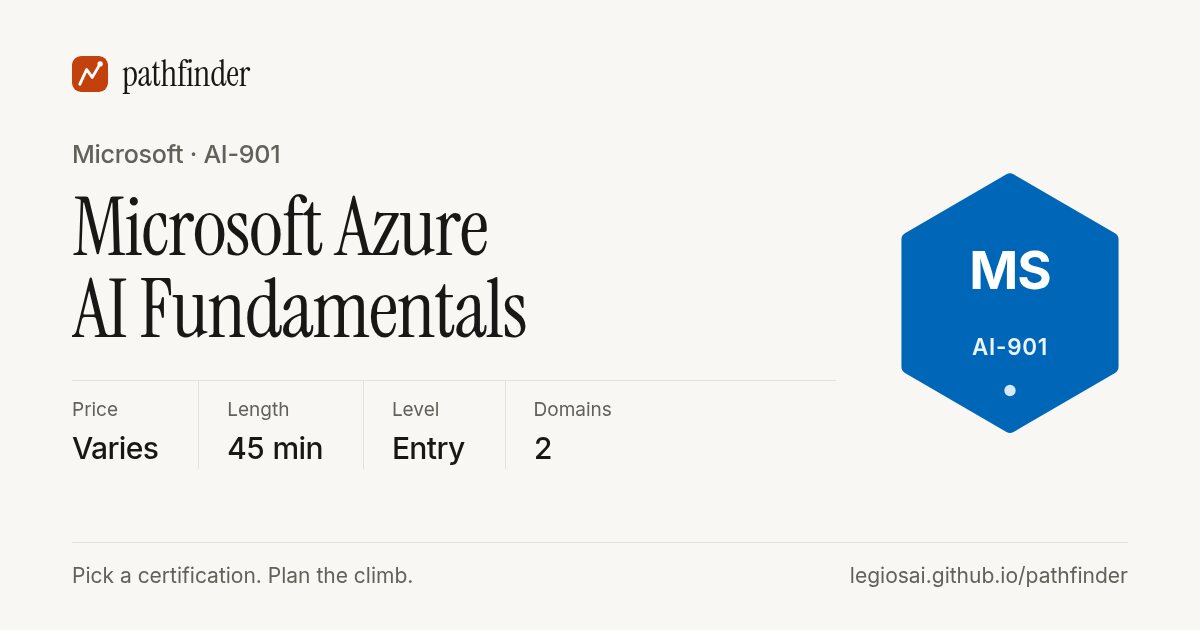 pathfinder
Microsoft · AI-901
Microsoft Azure
AI Fundamentals
MS
AI-901
Price
Varies
Length
45 min
Level
Entry
Domains
2
Pick a certification. Plan the climb.
legiosai.github.io/pathfinder